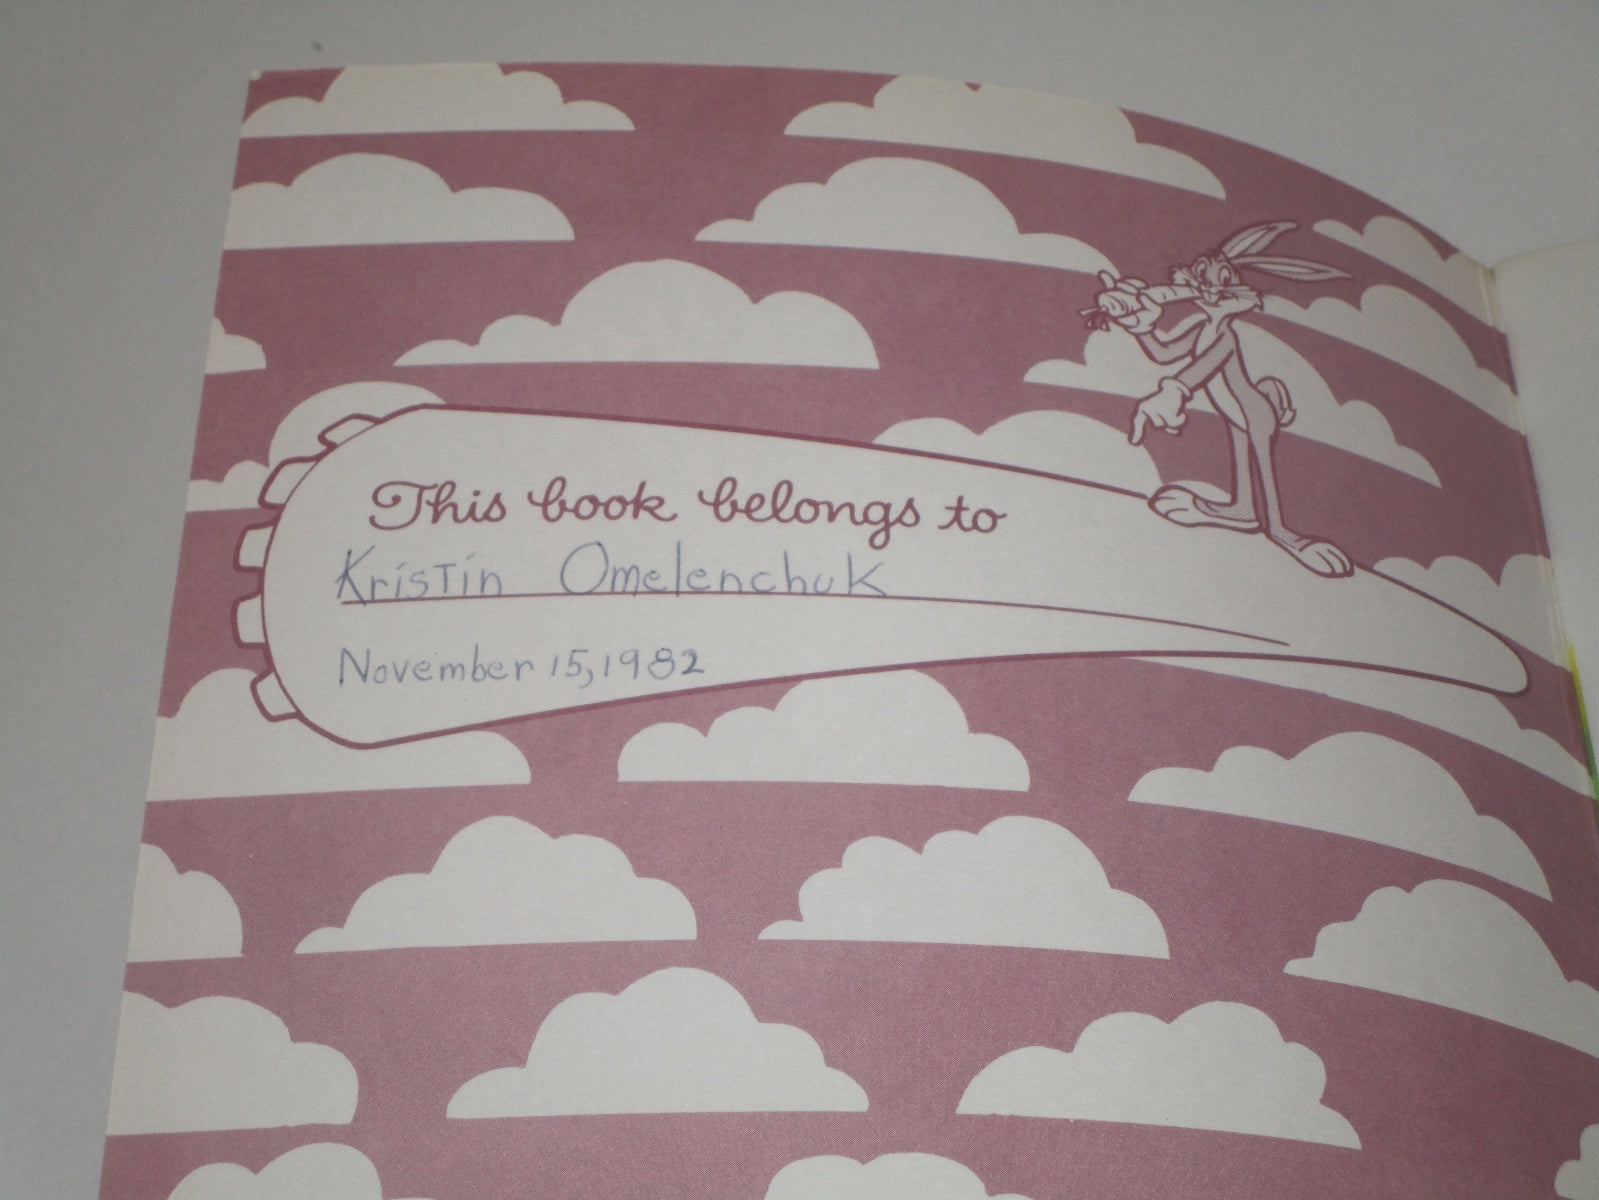 This book belongs to
Kristin Omelenchuk
November 15, 1982